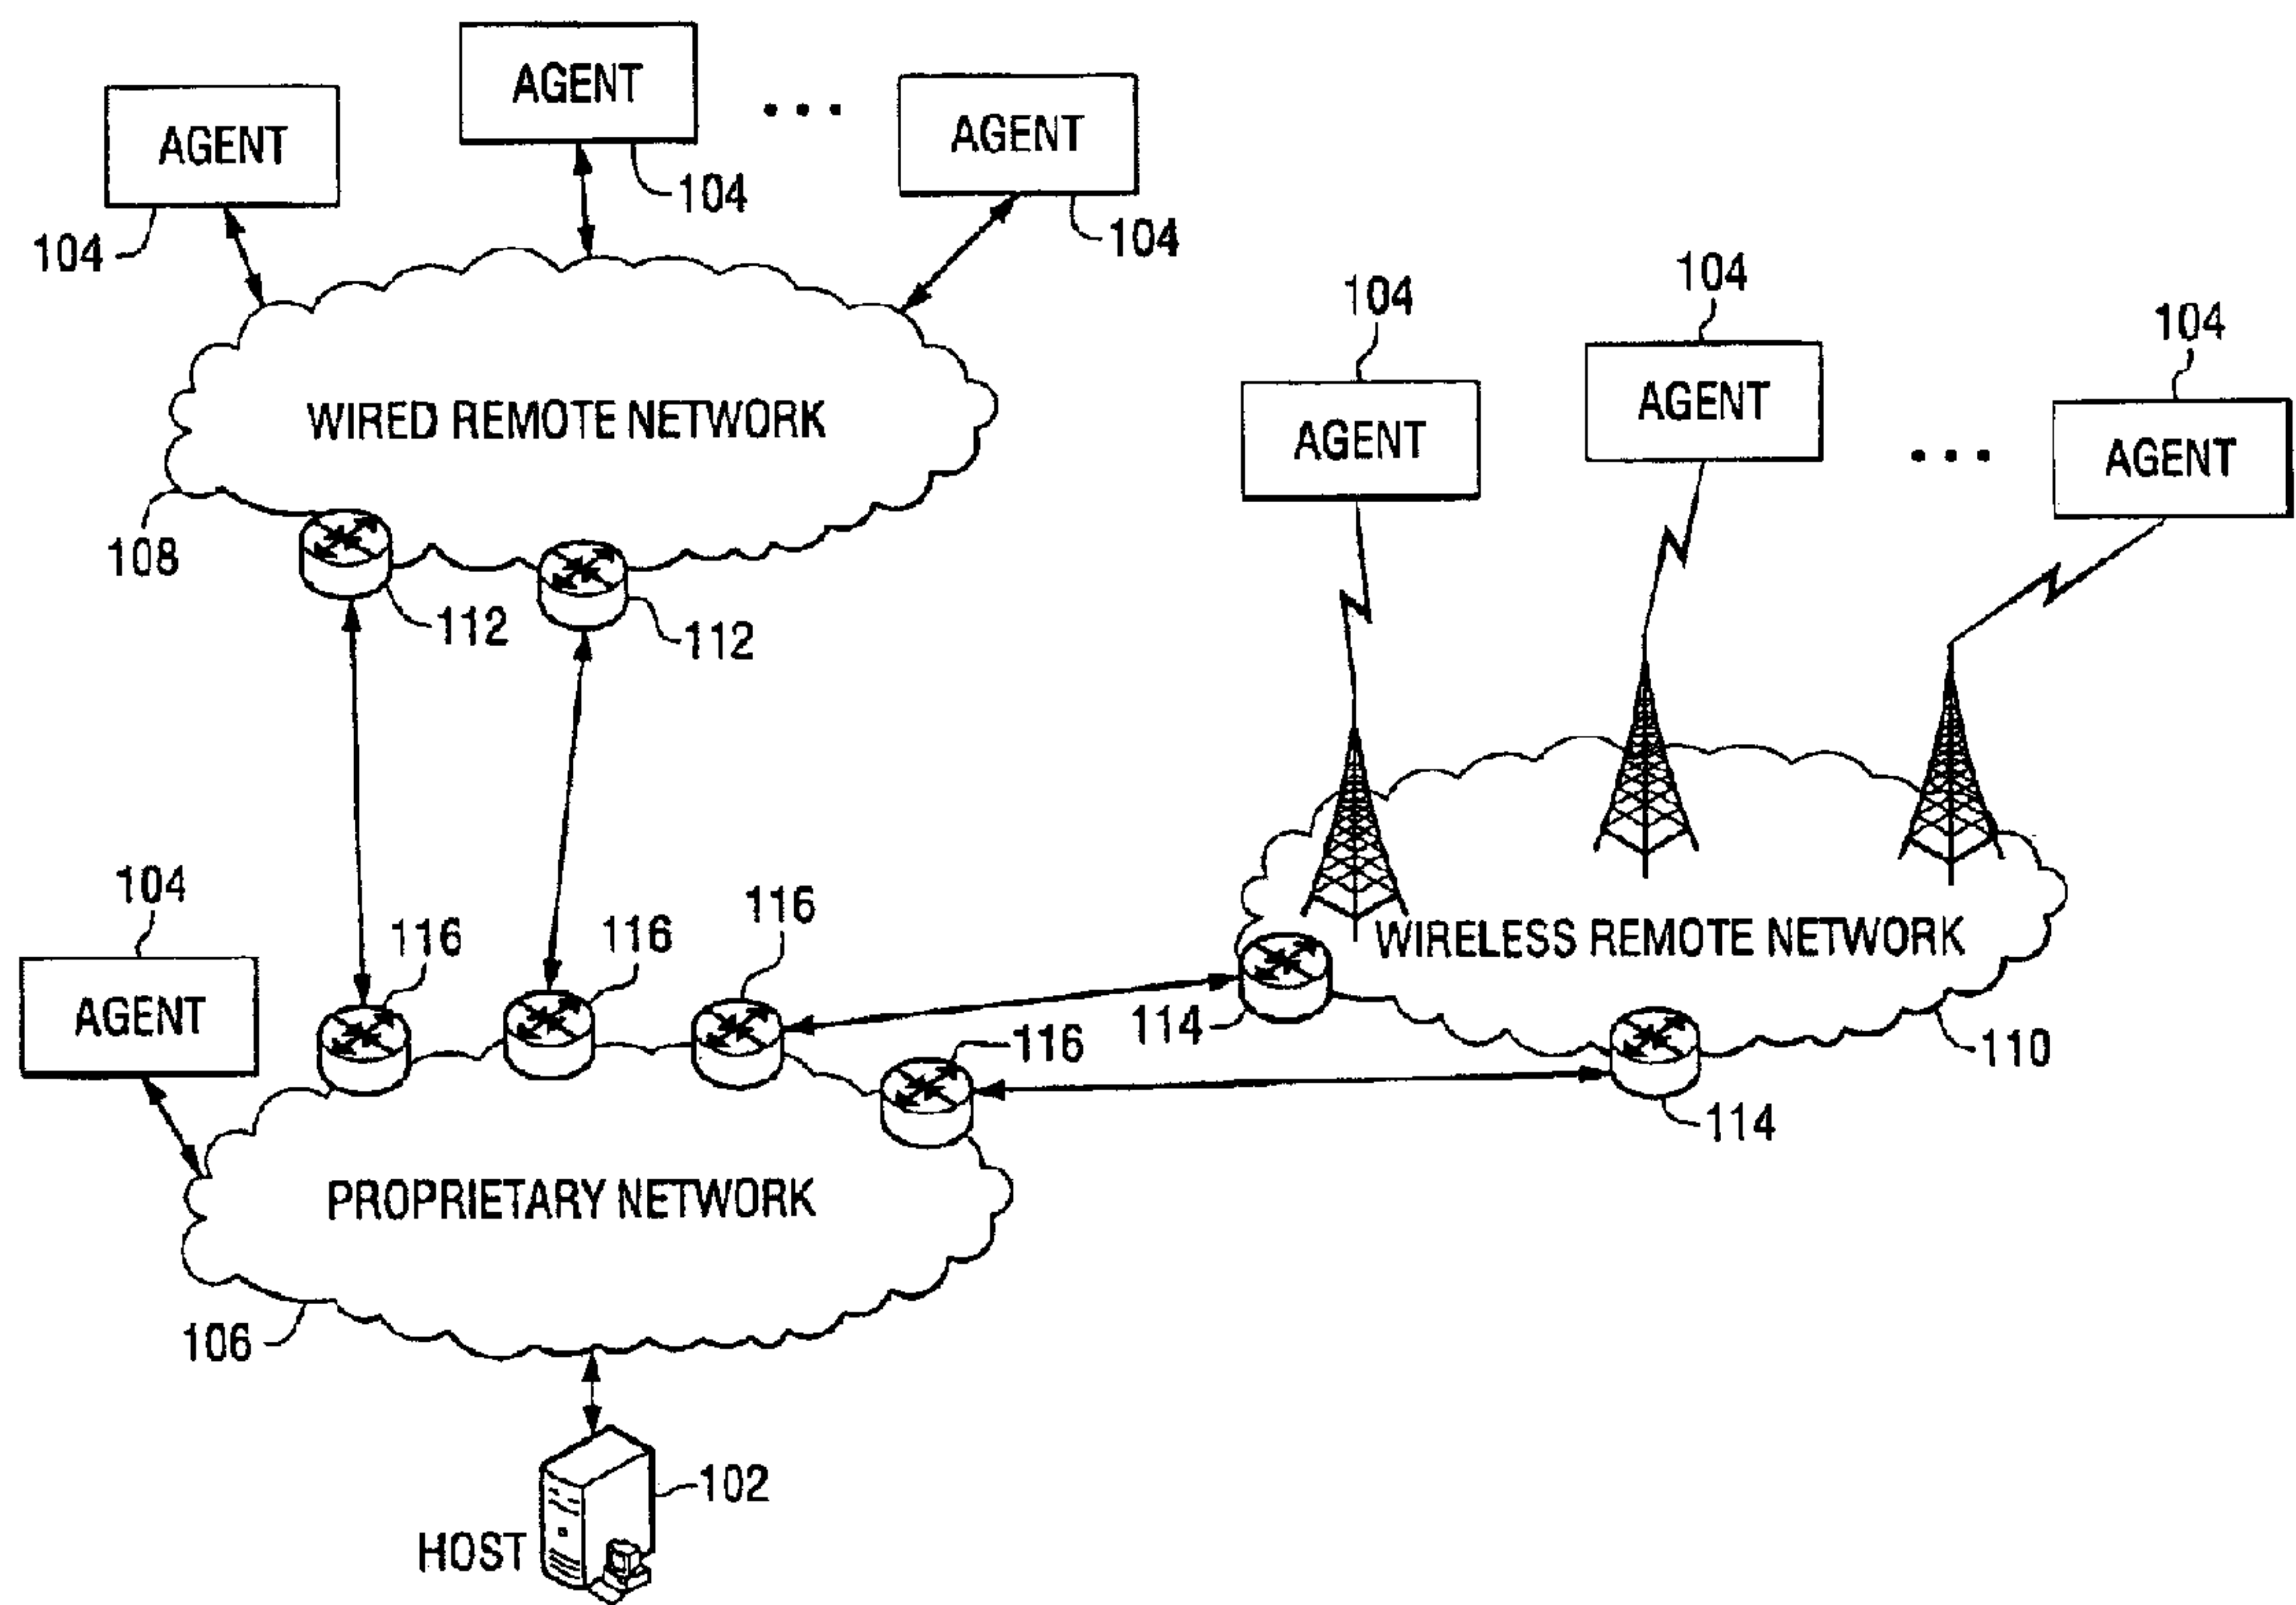 AGENT
AGENT
• • •
AGENT
104
104
104
WIRED REMOTE NETWORK
108
112
112
104
104
104
AGENT
AGENT
• • •
AGENT
104
AGENT
116
116
116
116
WIRELESS REMOTE NETWORK
114
114
110
PROPRIETARY NETWORK
106
102
HOST